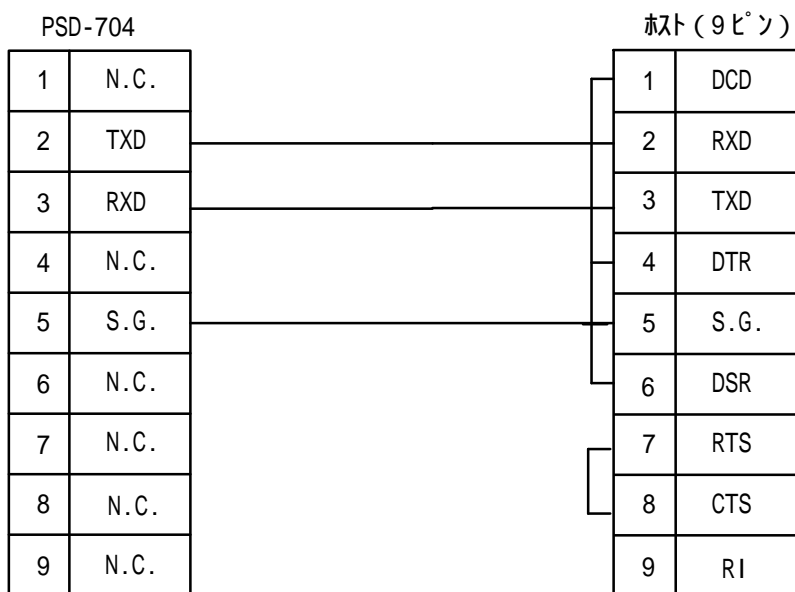 PSD-704 ホスト(9ピン)
1 N.C. 1 DCD
2 TXD 2 RXD
3 RXD 3 TXD
4 N.C. 4 DTR
5 S.G. 5 S.G.
6 N.C. 6 DSR
7 N.C. 7 RTS
8 N.C. 8 CTS
9 N.C. 9 RI